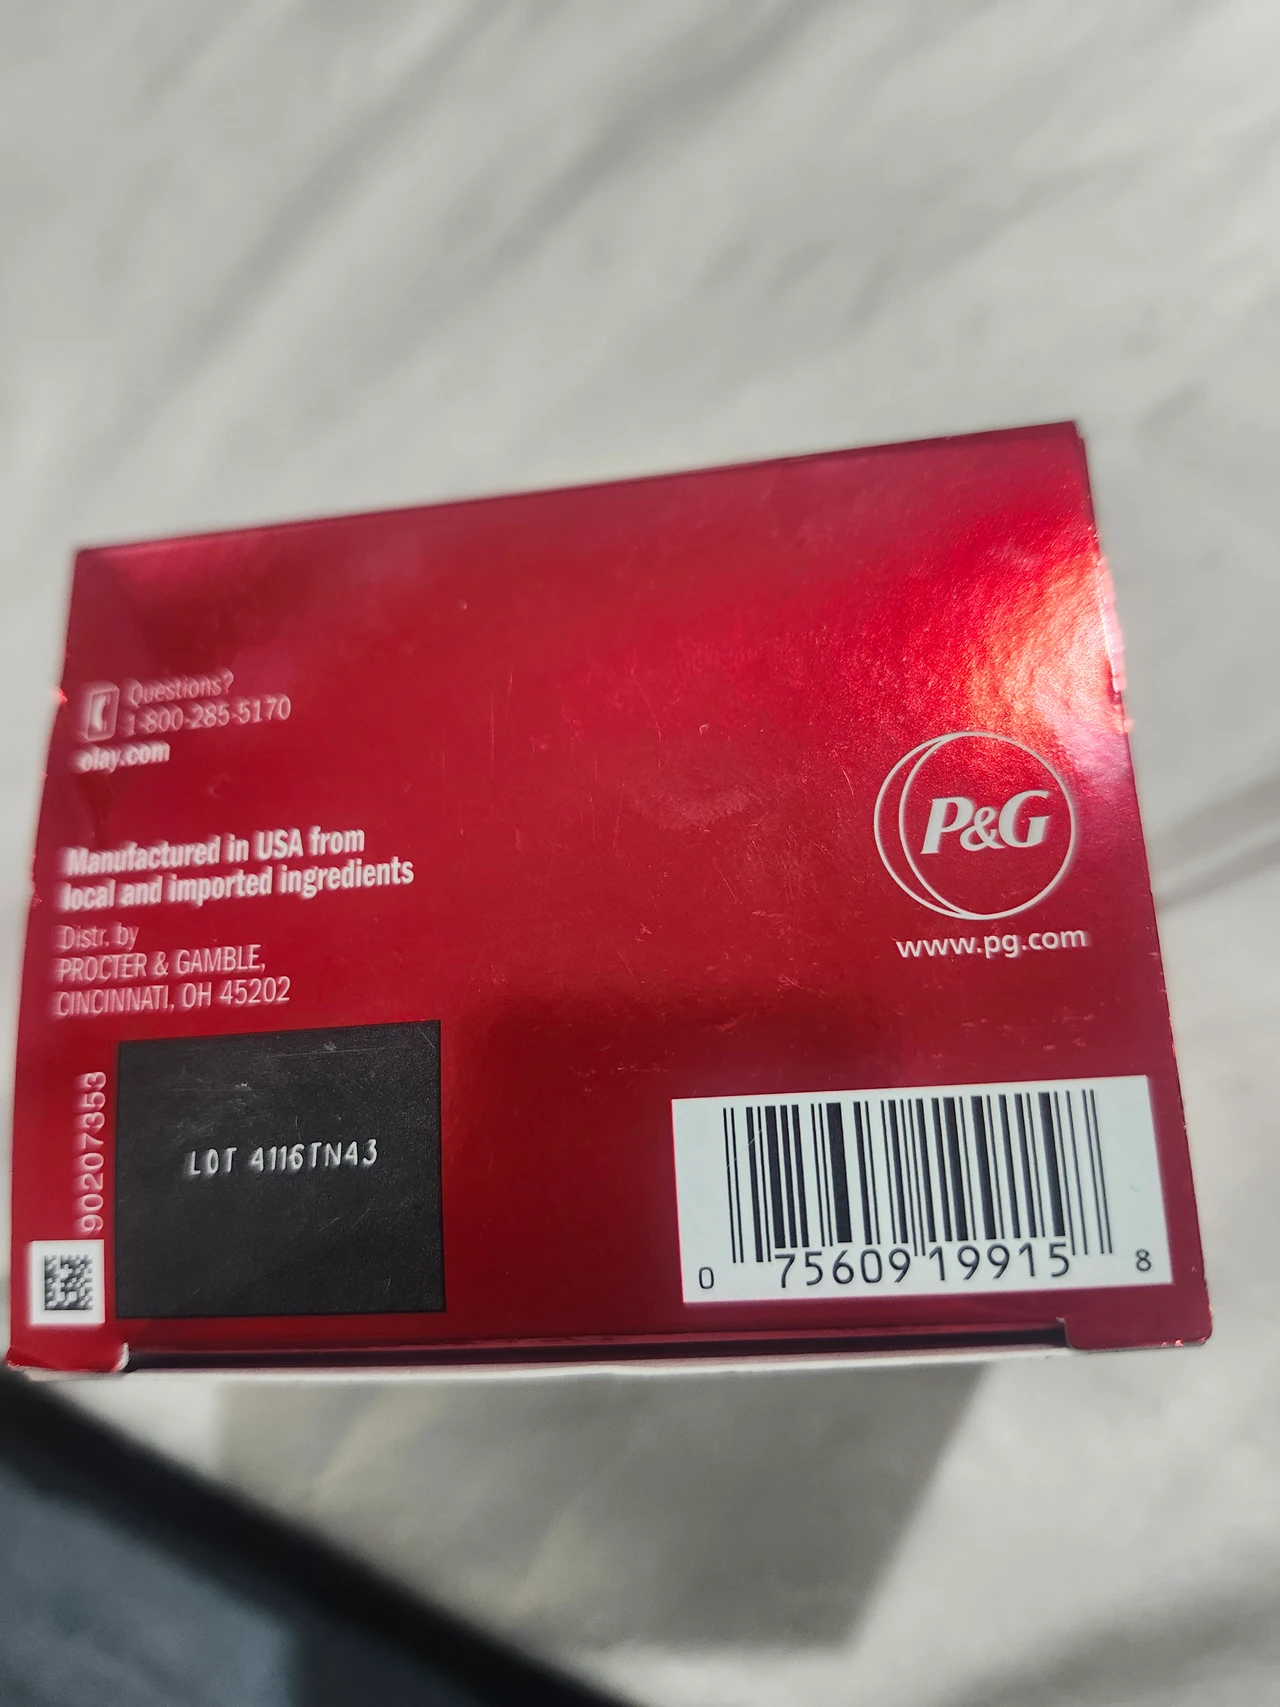 Questions?
1-800-285-5170
olay.com
Manufactured in USA from
local and imported ingredients
Distr. by
PROCTER & GAMBLE,
CINCINNATI, OH 45202
P&G
www.pg.com
90207353
LOT 4116TN43
0 75609 19915 8